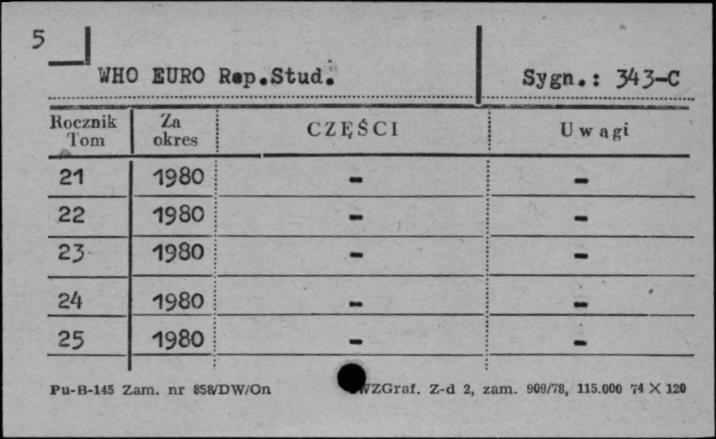 5
WHO EURO Rep.Stud. Sygn.: 343-C
Rocznik Tom Za okres CZĘŚCI Uwagi
21 1980 - -
22 1980 - -
23 1980 - -
24 1980 - -
25 1980 - -
Pu-B-145 Zam. nr 858/DW/On WZGraf. Z-d 2, zam. 909/78, 115.000 74 X 120